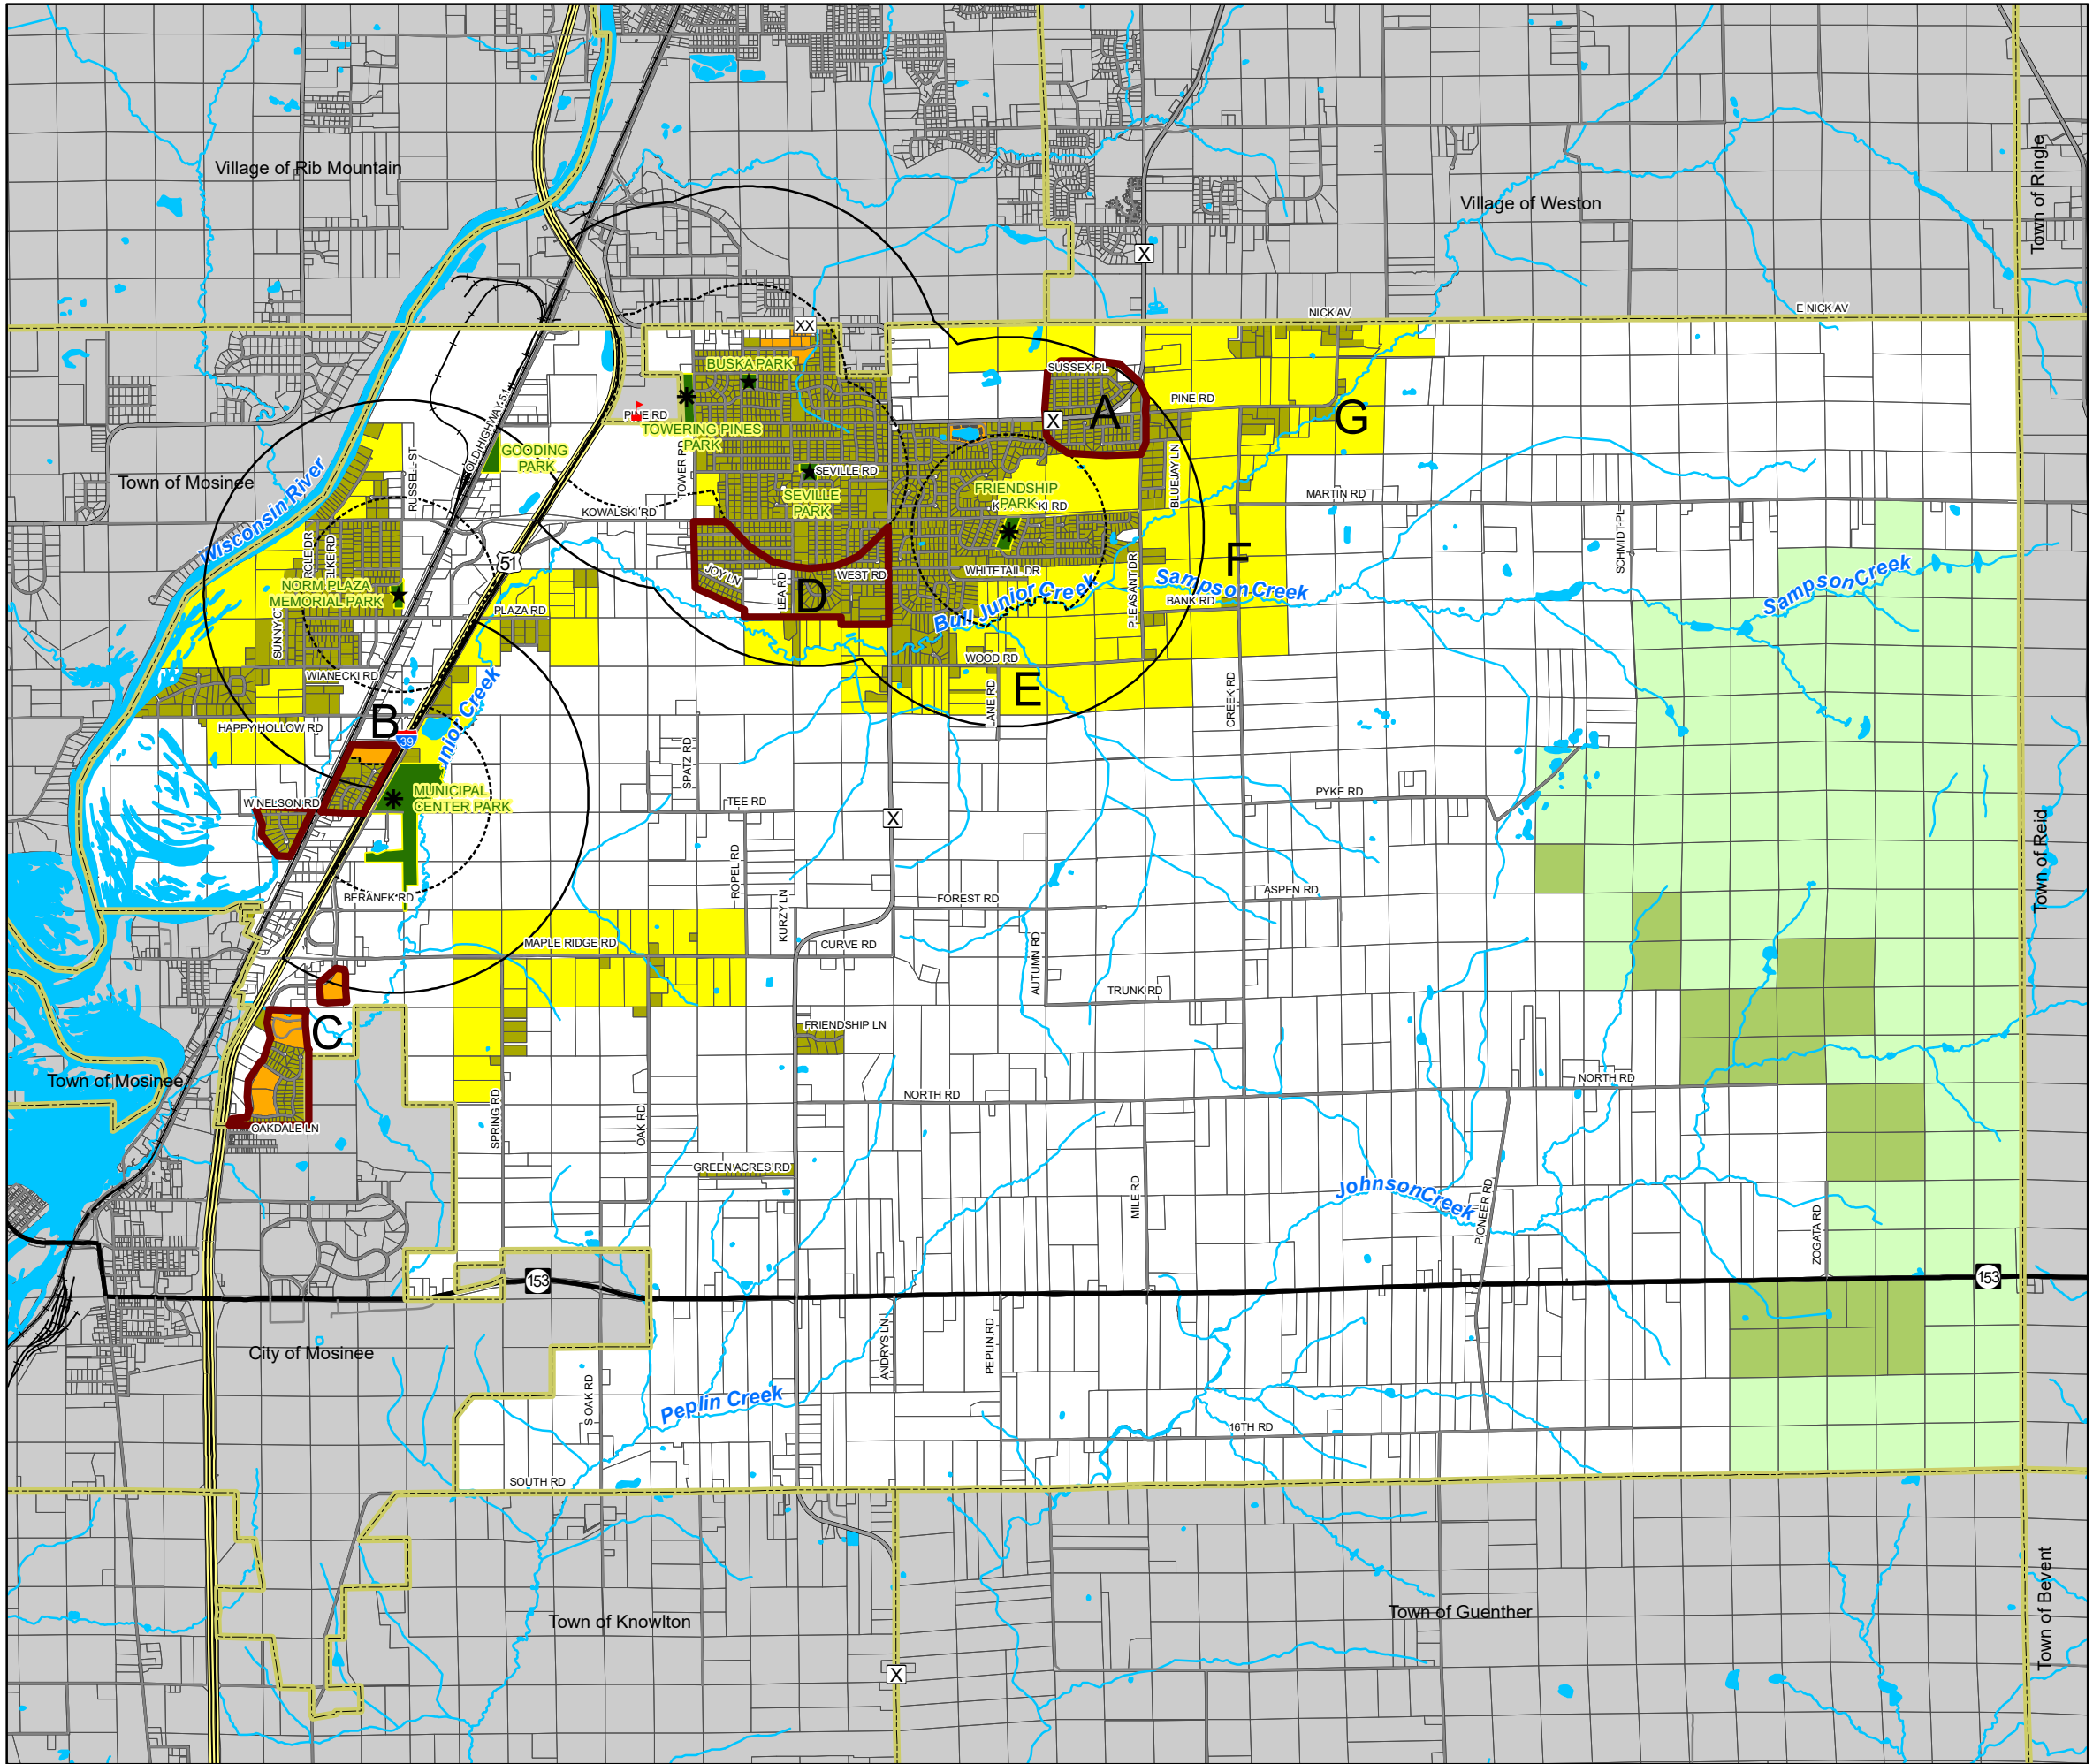 Village of Rib Mountain
Village of Weston
Town of Ringle
X
NICK AV
E NICK AV
XX
BUSKA PARK
SUSSEX PL
PINE RD
PINE RD
A
G
X
TOWERING PINES
PARK
OLD HIGHWAY 51
GOODING
PARK
TOWER RD
RUSSELL ST
Town of Mosinee
Wisconsin River
SEVILLE RD
SEVILLE
PARK
FRIENDSHIP
PARK
BLUEJAY LN
MARTIN RD
KOWALSKI RD
SCHMIDT PL
51
NORM PLAZA
MEMORIAL PARK
JOY LN
LEA RD
D
WEST RD
WHITETAIL DR
Bull Junior Creek
PLEASANT DR
F
Sampson Creek
BANK RD
Sampson Creek
PLAZA RD
SUNNY CT
WIANECKI RD
WOOD RD
E
LANE RD
CREEK RD
B
HAPPY HOLLOW RD
39
Junior Creek
SPATZ RD
W NELSON RD
MUNICIPAL
CENTER PARK
TEE RD
X
PYKE RD
Town of Reid
ROPEL RD
KURZY LN
BERANEK RD
FOREST RD
ASPEN RD
MAPLE RIDGE RD
CURVE RD
AUTUMN RD
TRUNK RD
C
FRIENDSHIP LN
Town of Mosinee
OAKDALE LN
SPRING RD
OAK RD
NORTH RD
NORTH RD
GREEN ACRES RD
MILE RD
Johnson Creek
PIONEER RD
ZOGATA RD
153
153
City of Mosinee
ANDRYS LN
PEPLIN RD
S OAK RD
Peplin Creek
16TH RD
SOUTH RD
Town of Knowlton
Town of Guenther
Town of Bevent
X